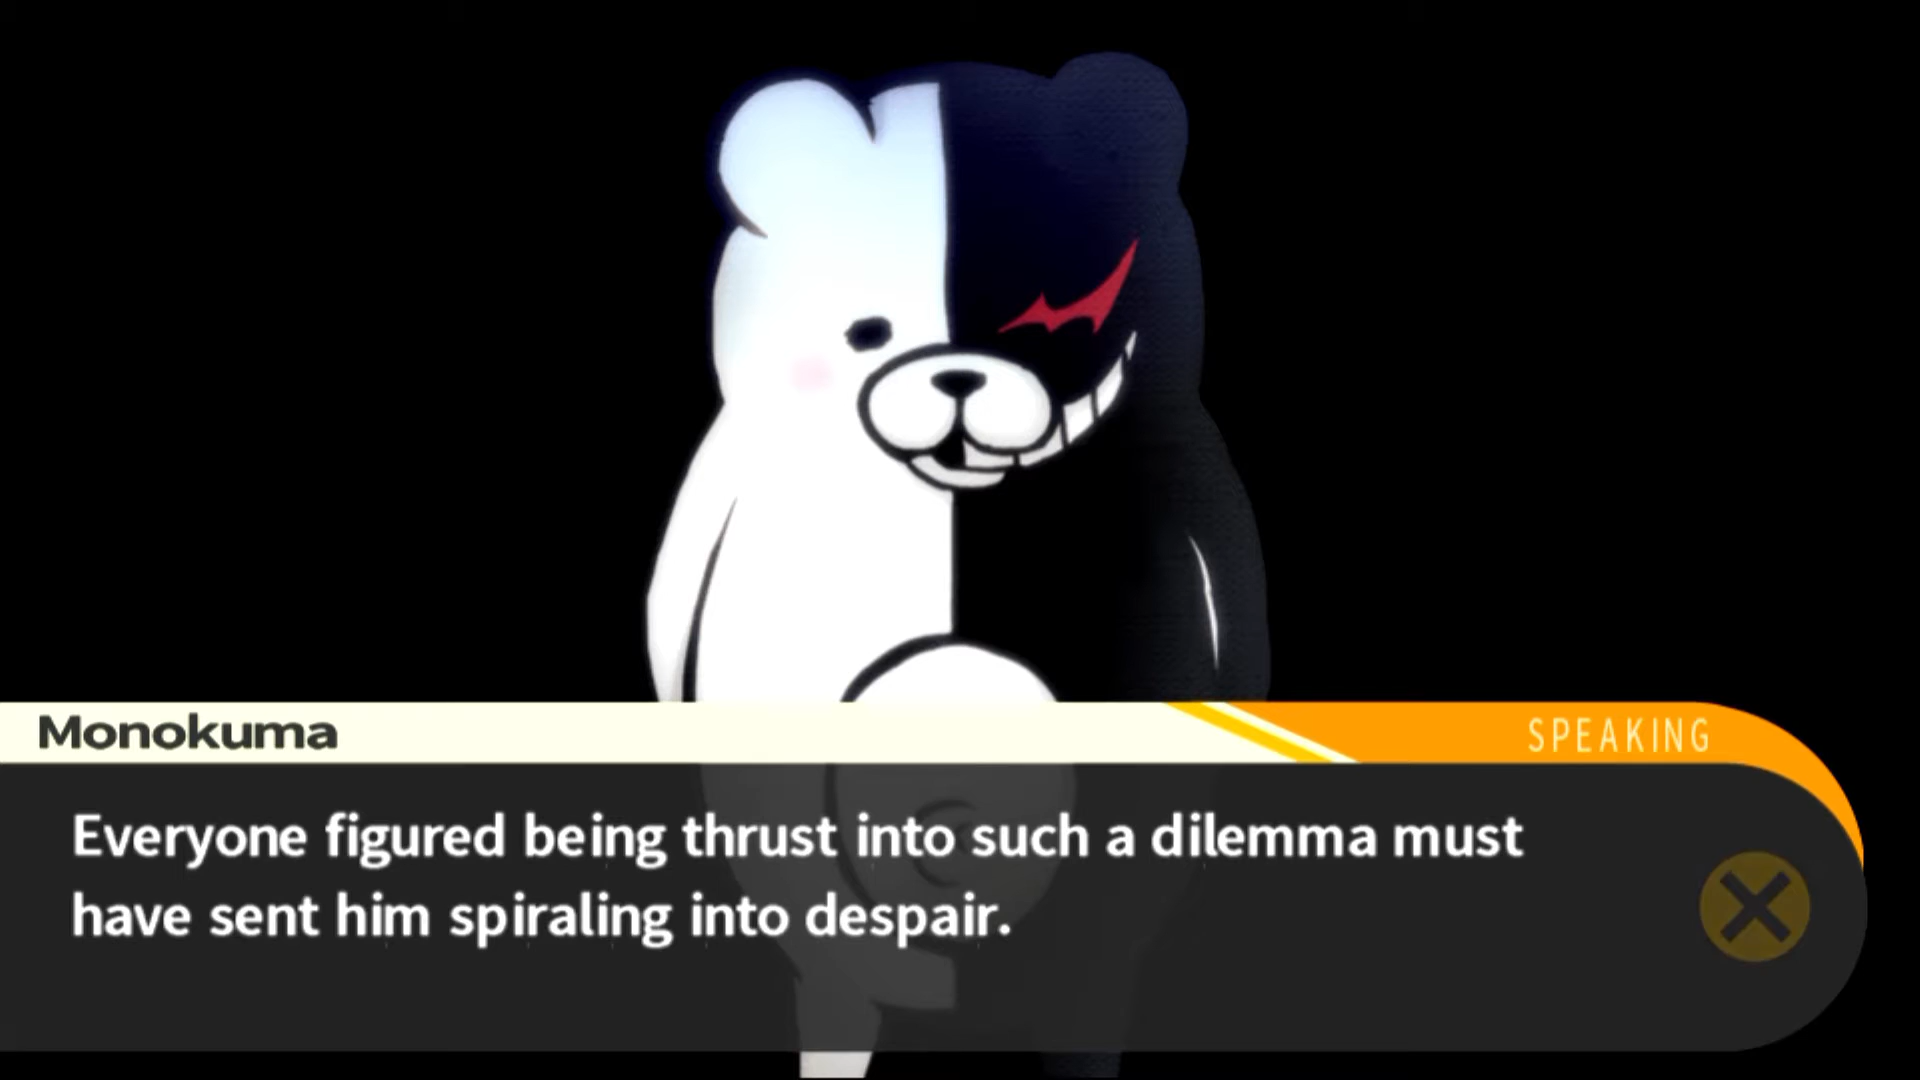 Monokuma
SPEAKING
Everyone figured being thrust into such a dilemma must
have sent him spiraling into despair.